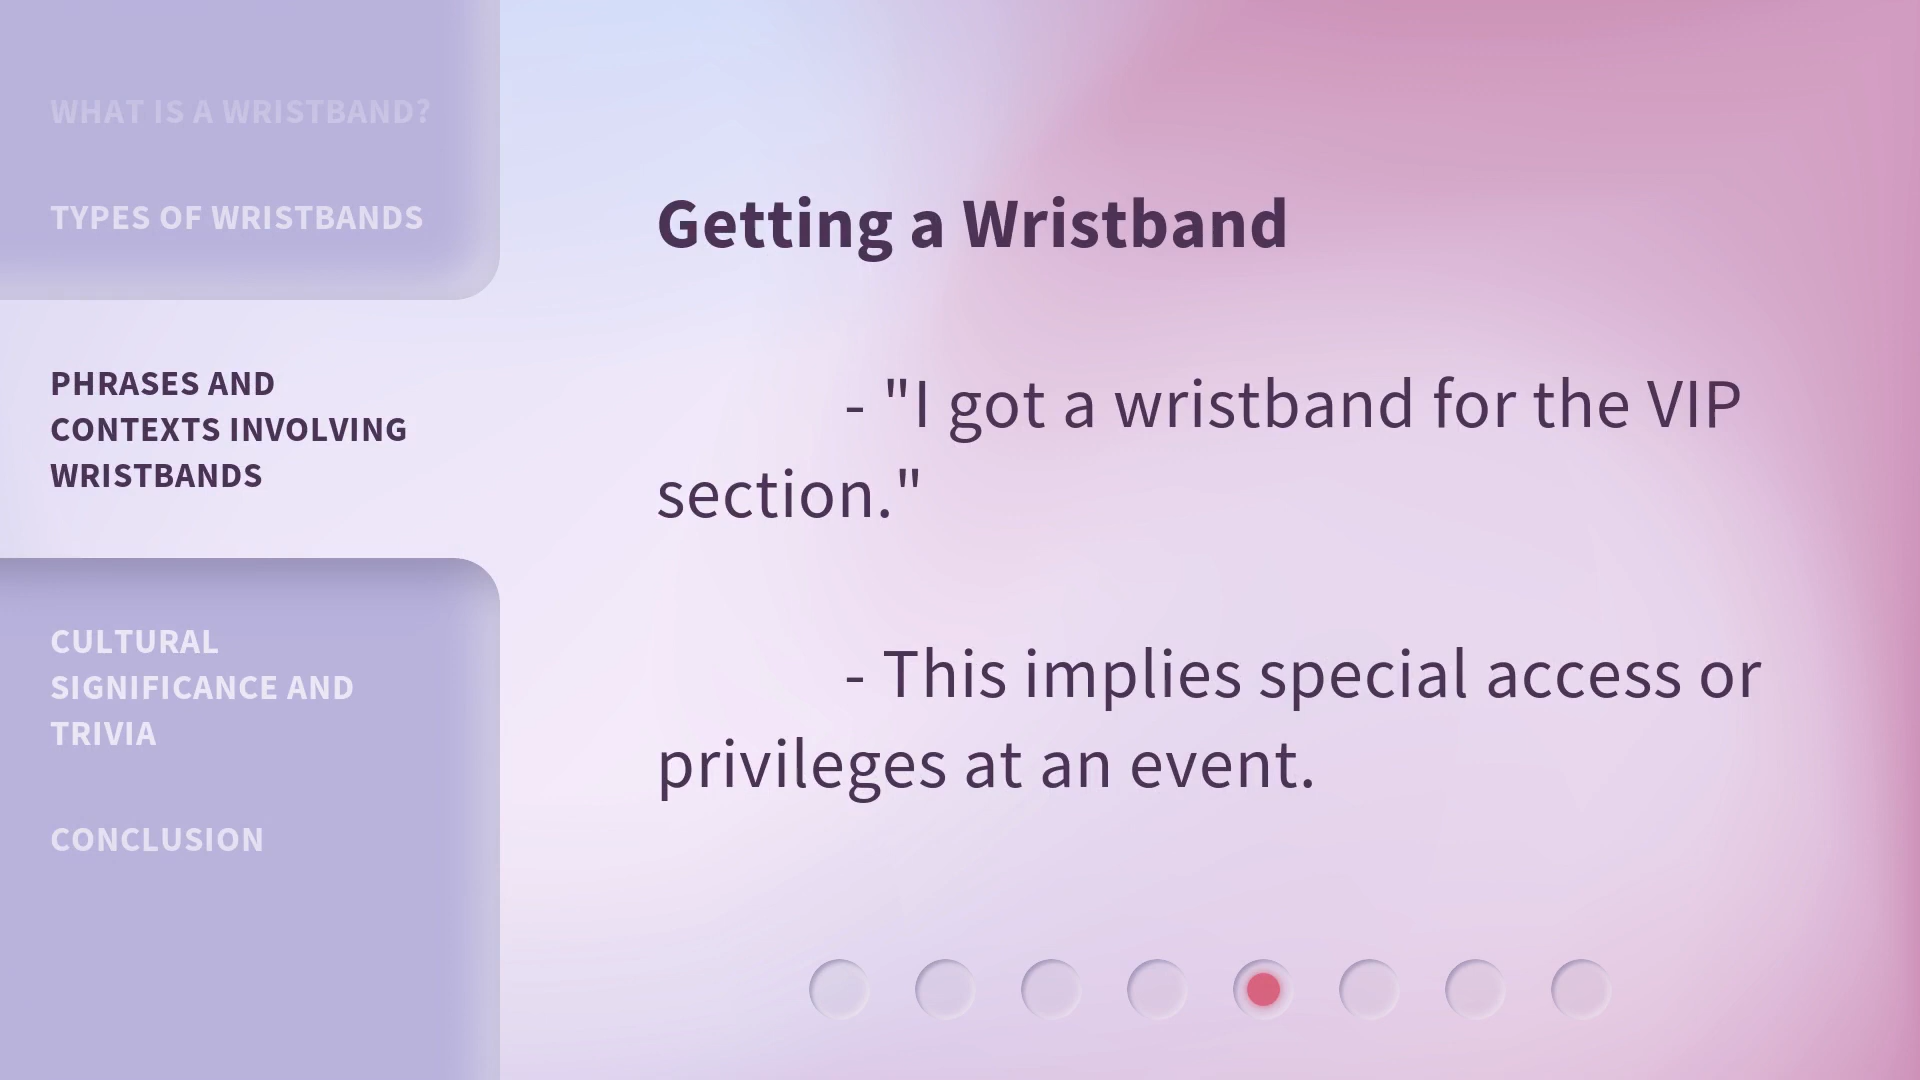 WHAT IS A WRISTBAND?
TYPES OF WRISTBANDS
PHRASES AND
CONTEXTS INVOLVING
WRISTBANDS
CULTURAL
SIGNIFICANCE AND
TRIVIA
CONCLUSION
Getting a Wristband
- "I got a wristband for the VIP
section."
- This implies special access or
privileges at an event.